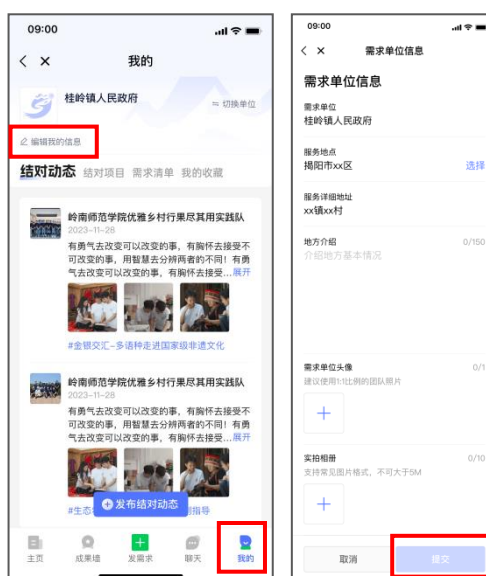 09:00
我的
桂岭镇人民政府
切换单位
编辑我的信息
结对动态 结对项目 需求清单 我的收藏
岭南师范学院优雅乡村行果尽其用实践队
2023-11-28
有勇气去改变可以改变的事，有胸怀去接受不
可改变的事，用智慧去分辨两者的不同！有勇
气去改变可以改变的事，有胸怀去接受...展开
#金银交汇-多语种走进国家级非遗文化
岭南师范学院优雅乡村行果尽其用实践队
2023-11-28
有勇气去改变可以改变的事，有胸怀去接受不
可改变的事，用智慧去分辨两者的不同！有勇
气去改变可以改变的事，有胸怀去接受...展开
#生态
指导
发布结对动态
主页 成果墙 发需求 聊天 我的
09:00
需求单位信息
需求单位信息
需求单位
桂岭镇人民政府
服务地点
揭阳市xx区 选择
服务详细地址
xx镇xx村
地方介绍 0/150
介绍地方基本情况
需求单位头像 0/1
建议使用1:1比例的团队照片
实拍相册 0/10
支持常见图片格式，不可大于5M
取消 提交